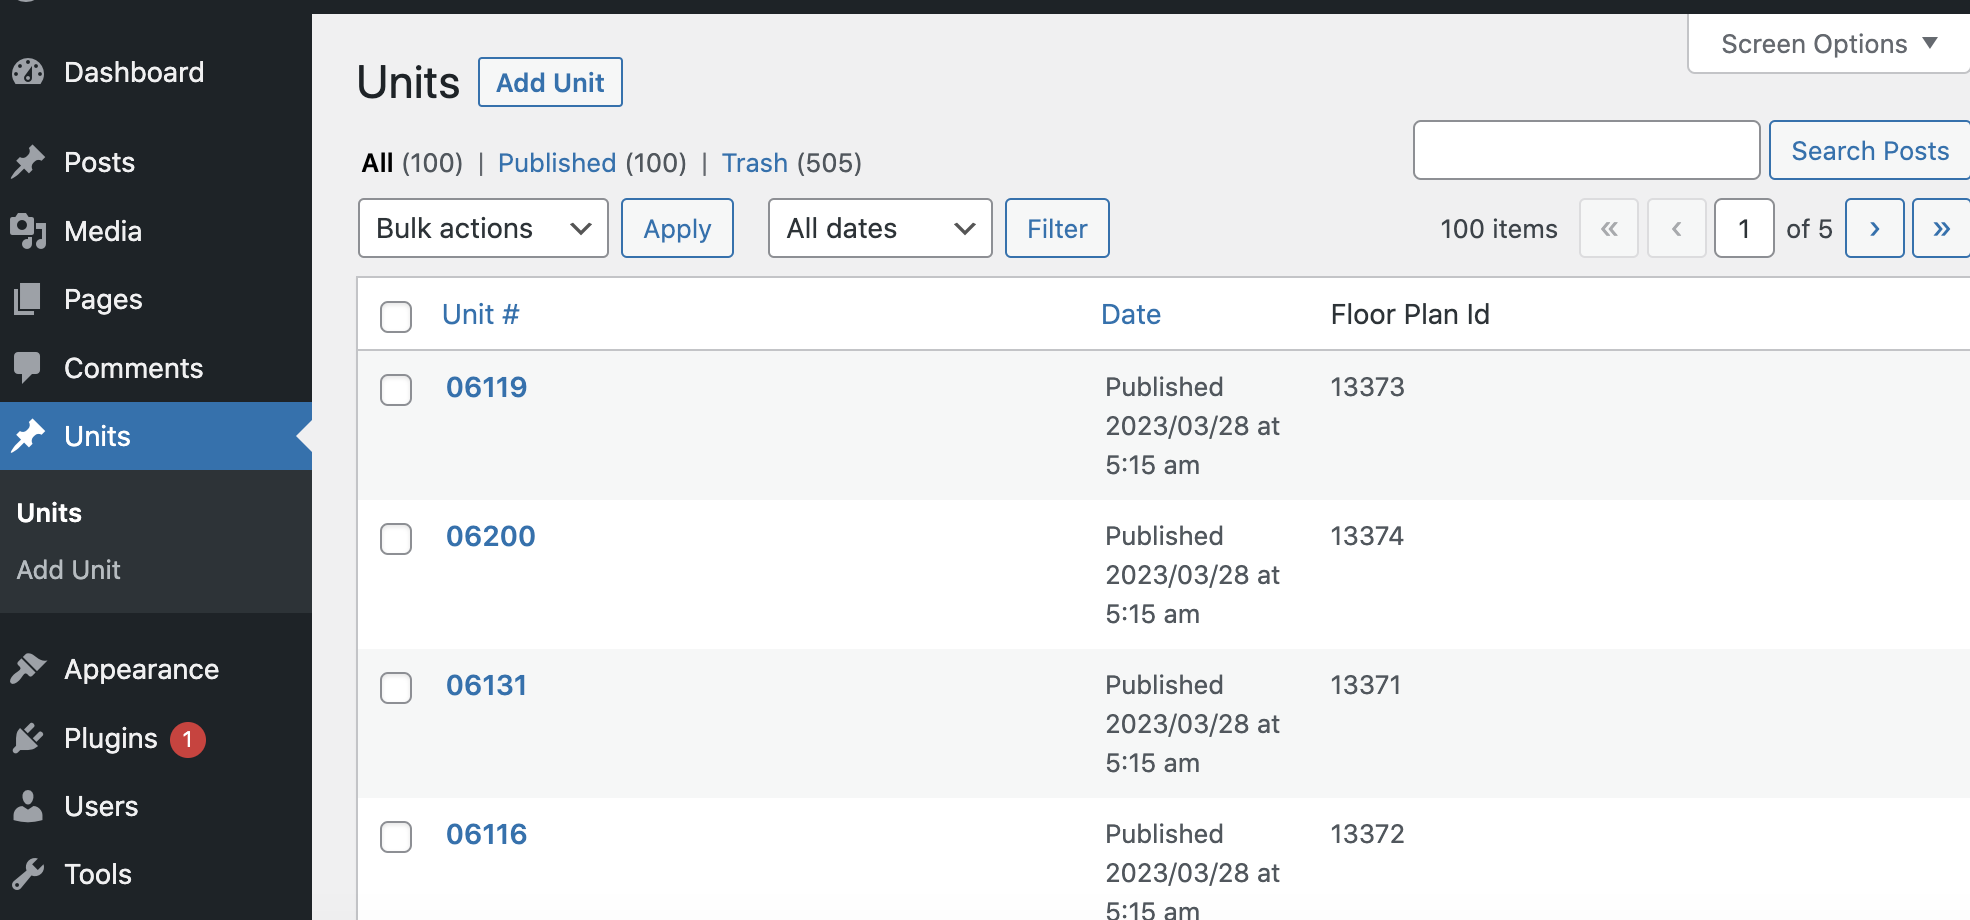 Dashboard
Posts
Media
Pages
Comments
Units
Units
Add Unit
Appearance
Plugins 1
Users
Tools
Screen Options ▼
Units Add Unit
All (100) | Published (100) | Trash (505)
Search Posts
Bulk actions Apply All dates Filter 100 items « ‹ 1 of 5 › »
Unit # Date Floor Plan Id
06119 Published 13373
2023/03/28 at
5:15 am
06200 Published 13374
2023/03/28 at
5:15 am
06131 Published 13371
2023/03/28 at
5:15 am
06116 Published 13372
2023/03/28 at
5:15 am